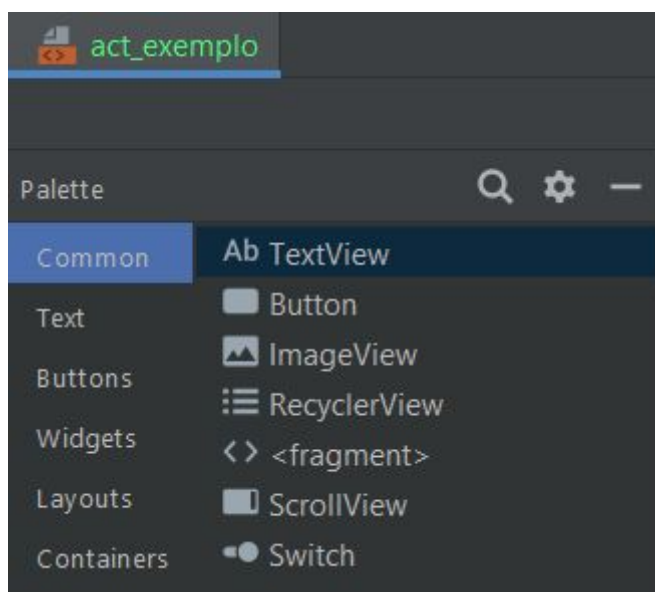 act_exemplo
Palette
Common
Text
Buttons
Widgets
Layouts
Containers
Ab TextView
Button
ImageView
RecyclerView
<fragment>
ScrollView
Switch